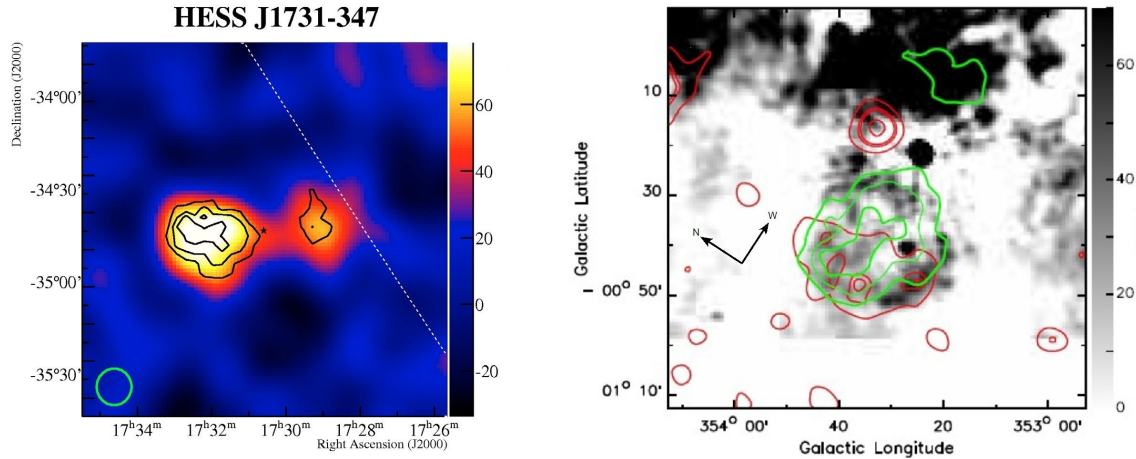 HESS J1731-347
Declination (J2000)
-34°00'
-34°30'
-35°00'
-35°30'
17h34m 17h32m 17h30m 17h28m 17h26m
Right Ascension (J2000)
60
40
20
0
-20
Galactic Latitude
10
30
- 00° 50'
01° 10'
N
W
354° 00' 40 20 353° 00'
Galactic Longitude
60
40
20
0